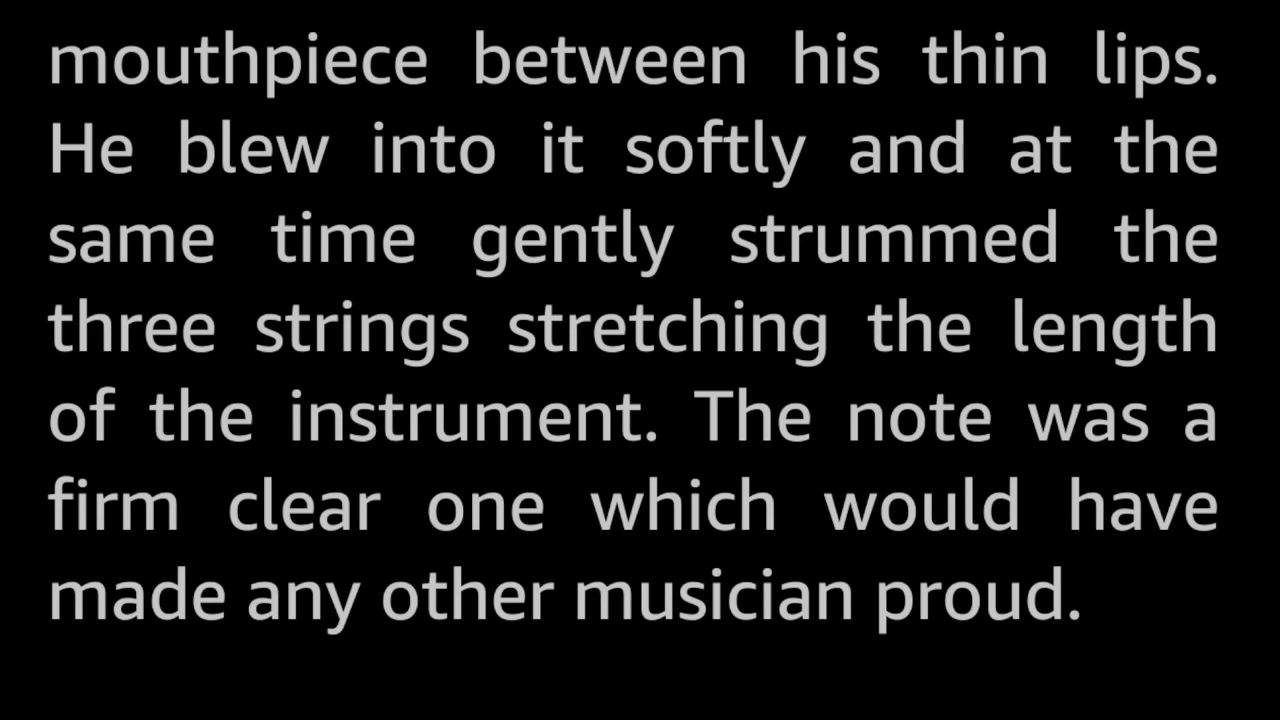 mouthpiece between his thin lips.
He blew into it softly and at the
same time gently strummed the
three strings stretching the length
of the instrument. The note was a
firm clear one which would have
made any other musician proud.